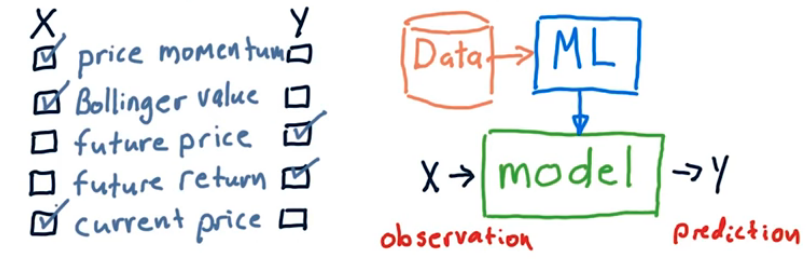 X Y
price momentum
Bollinger value
future price
future return
current price
Data
ML
model
X
Y
observation
prediction